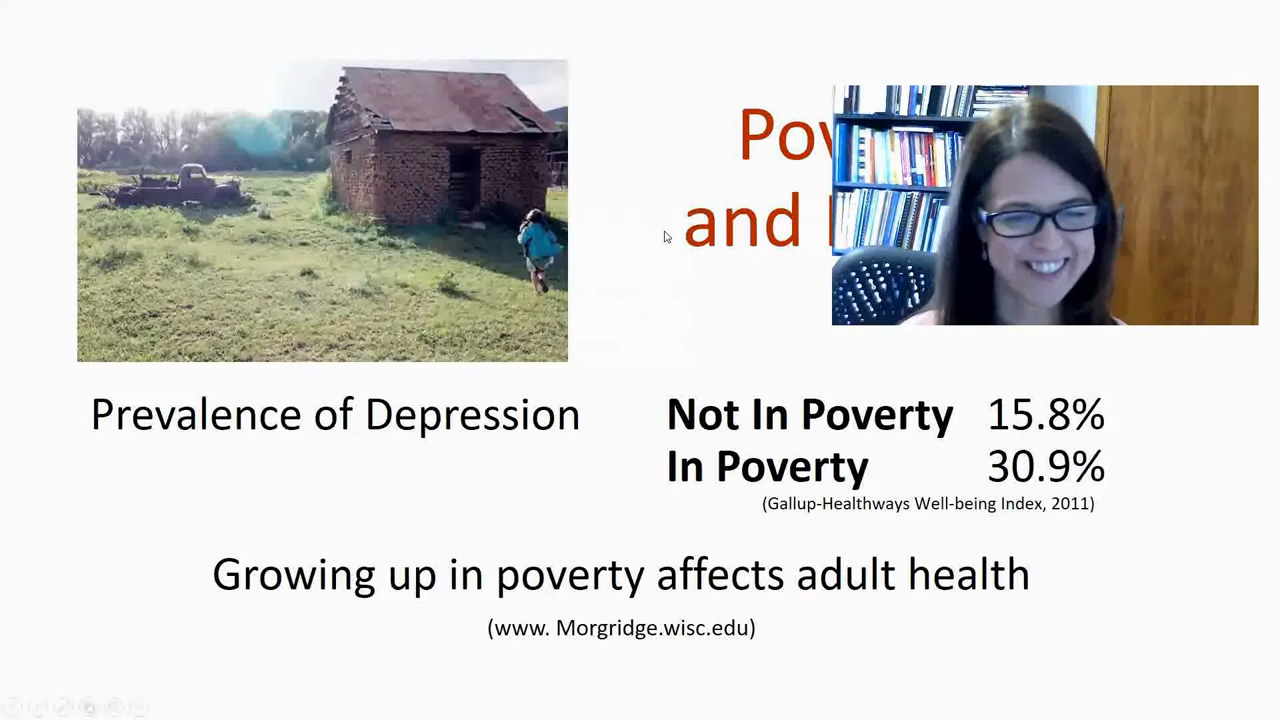 and
Prevalence of Depression
Not In Poverty 15.8%
In Poverty 30.9%
(Gallup-Healthways Well-being Index, 2011)
Growing up in poverty affects adult health
(www. Morgridge.wisc.edu)